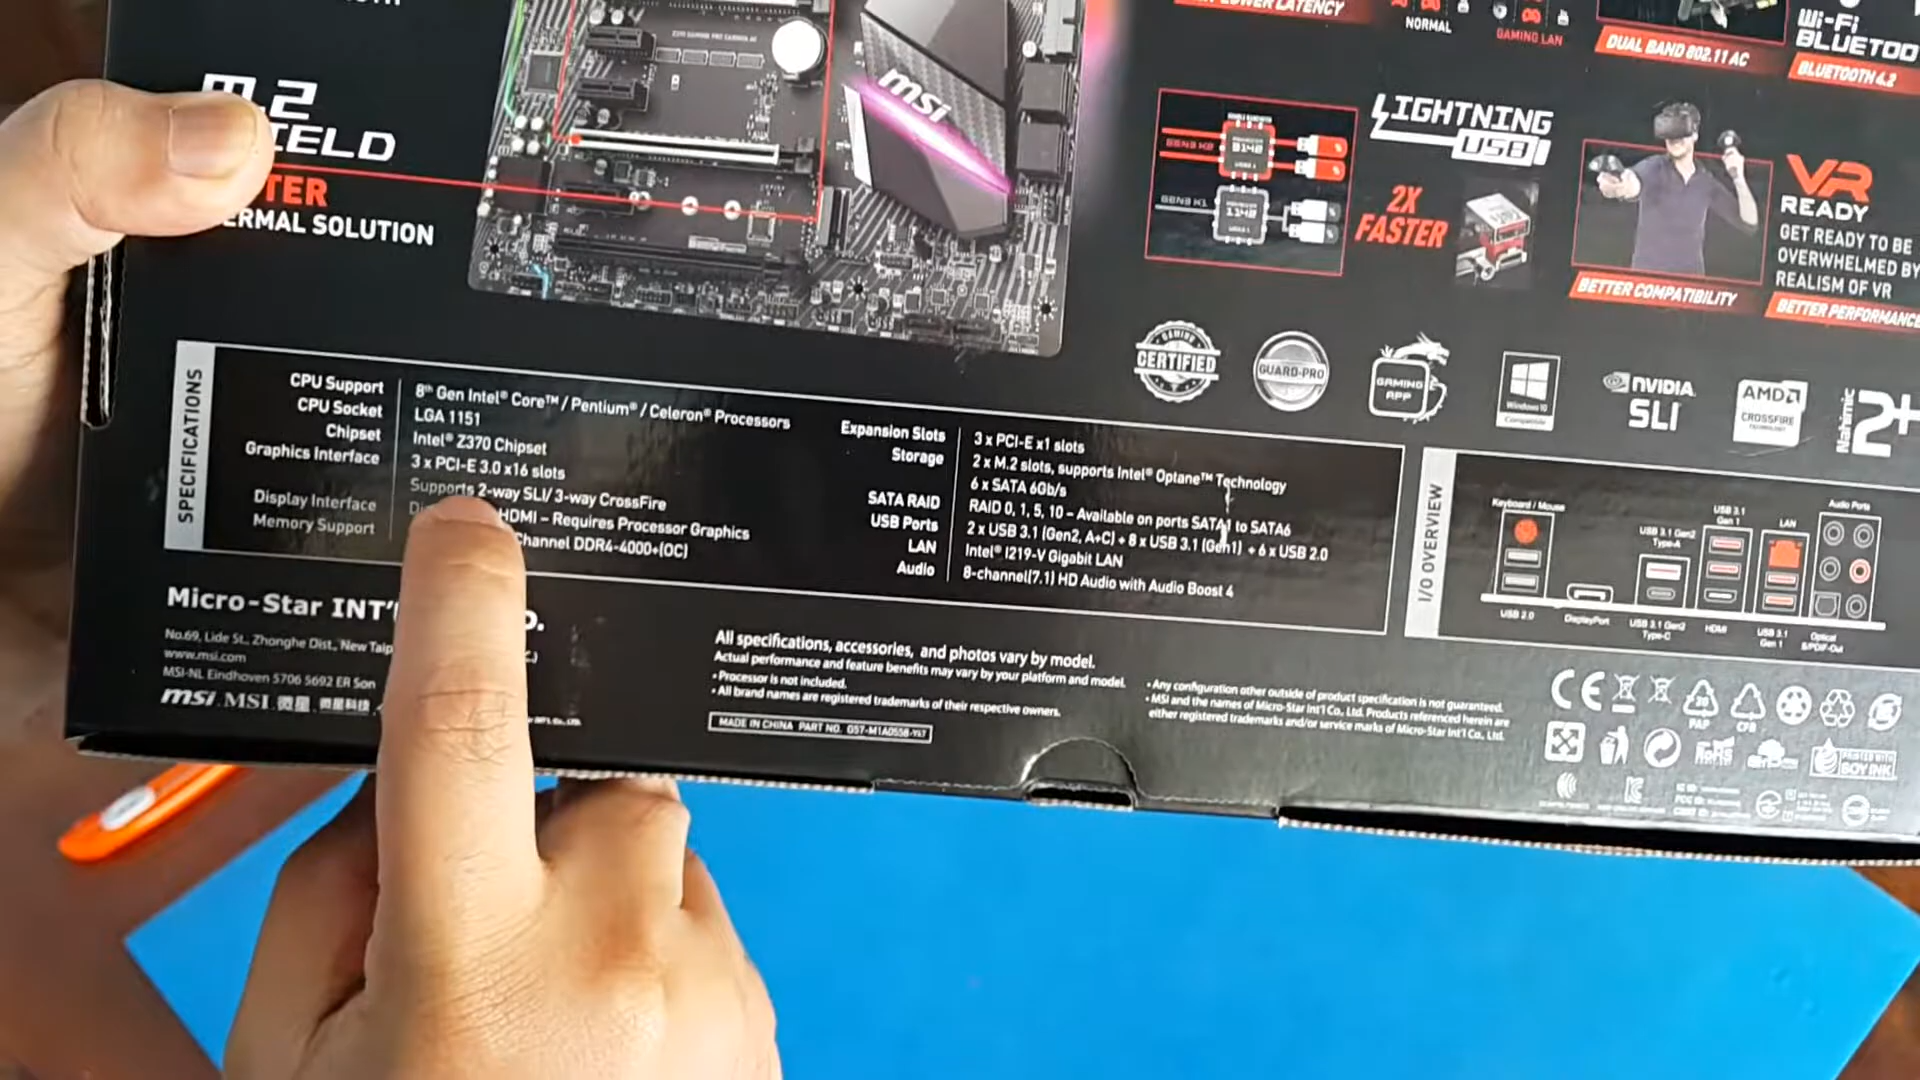 M.2
IELD
TER
ERMAL SOLUTION
msi
LOWER LATENCY
NORMAL
GAMING LAN
DUAL BAND 802.11 AC
Wi-Fi
BLUETOO
BLUETOOTH 4.2
LIGHTNING
USB
2X
FASTER
VR
READY
GET READY TO BE
OVERWHELMED BY
REALISM OF VR
BETTER COMPATIBILITY
BETTER PERFORMANCE
GAMING
CERTIFIED
GUARD-PRO
GAMING
APP
Windows 10
Compatible
NVIDIA
SLI
AMD
CROSSFIRE
TECHNOLOGY
Nahimic
2+
SPECIFICATIONS
CPU Support 8th Gen Intel® Core™ / Pentium® / Celeron® Processors
CPU Socket LGA 1151
Chipset Intel® Z370 Chipset
Graphics Interface 3 x PCI-E 3.0 x16 slots
Supports 2-way SLI/ 3-way CrossFire
Display Interface HDMI – Requires Processor Graphics
Memory Support Channel DDR4-4000+(OC)
Expansion Slots 3 x PCI-E x1 slots
Storage 2 x M.2 slots, supports Intel® Optane™ Technology
6 x SATA 6Gb/s
SATA RAID RAID 0, 1, 5, 10 – Available on ports SATA1 to SATA6
USB Ports 2 x USB 3.1 (Gen2, A+C) + 8 x USB 3.1 (Gen1) + 6 x USB 2.0
LAN Intel® I219-V Gigabit LAN
Audio 8-channel(7.1) HD Audio with Audio Boost 4
I/O OVERVIEW
Keyboard / Mouse
USB 3.1 Gen2
Type-A
USB 3.1
Gen 1
LAN
Audio Ports
USB 2.0
DisplayPort
USB 3.1 Gen2
Type-C
HDMI
USB 3.1
Gen 1
Optical
S/PDIF-Out
Micro-Star INT'
No.69, Lide St., Zhonghe Dist., New Taip
www.msi.com
MSI-NL Eindhoven 5706 5692 ER Son
msi MSI 微星 微星科技
All specifications, accessories, and photos vary by model.
Actual performance and feature benefits may vary by your platform and model.
• Processor is not included.
• All brand names are registered trademarks of their respective owners.
MADE IN CHINA PART NO. G57-M1A0558-Y47
• Any configuration other outside of product specification is not guaranteed.
• MSI and the names of Micro-Star Int'l Co., Ltd. Products referenced herein are
either registered trademarks and/or service marks of Micro-Star Int'l Co., Ltd.
CE
20
PAP
CFB
RoHS
PRINTED WITH
SOY INK